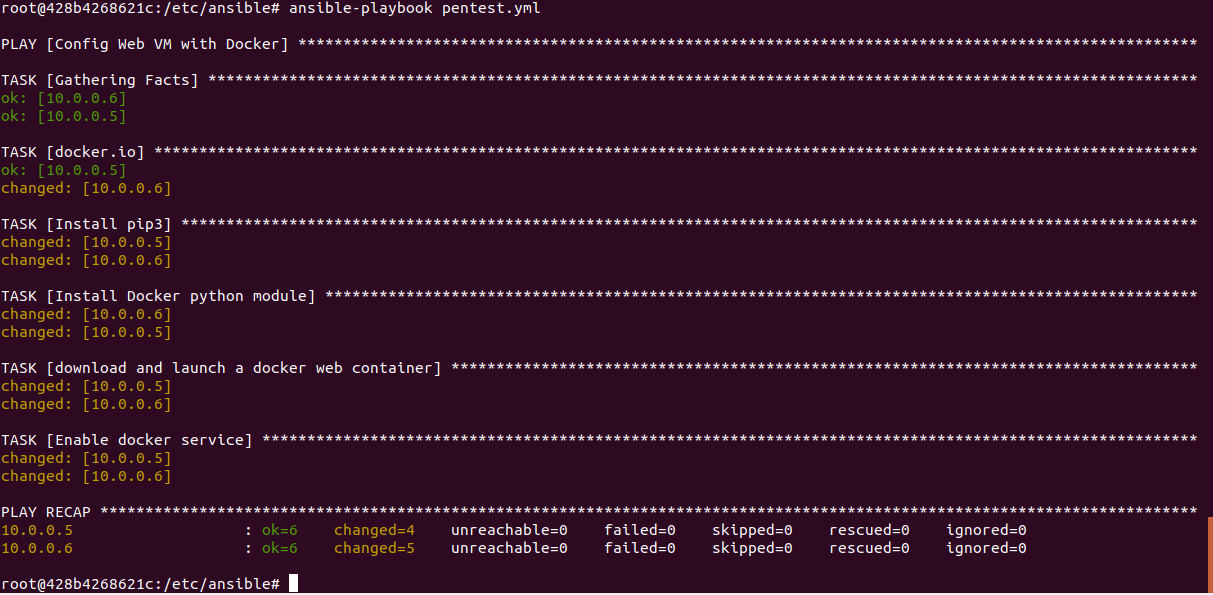 root@428b4268621c:/etc/ansible# ansible-playbook pentest.yml
PLAY [Config Web VM with Docker] ****************************************************************************************************
TASK [Gathering Facts] **************************************************************************************************************
ok: [10.0.0.6]
ok: [10.0.0.5]
TASK [docker.io] ********************************************************************************************************************
ok: [10.0.0.5]
changed: [10.0.0.6]
TASK [Install pip3] *****************************************************************************************************************
changed: [10.0.0.5]
changed: [10.0.0.6]
TASK [Install Docker python module] *************************************************************************************************
changed: [10.0.0.6]
changed: [10.0.0.5]
TASK [download and launch a docker web container] ***********************************************************************************
changed: [10.0.0.5]
changed: [10.0.0.6]
TASK [Enable docker service] ********************************************************************************************************
changed: [10.0.0.5]
changed: [10.0.0.6]
PLAY RECAP **************************************************************************************************************************
10.0.0.5                   : ok=6    changed=4    unreachable=0    failed=0    skipped=0    rescued=0    ignored=0
10.0.0.6                   : ok=6    changed=5    unreachable=0    failed=0    skipped=0    rescued=0    ignored=0
root@428b4268621c:/etc/ansible#